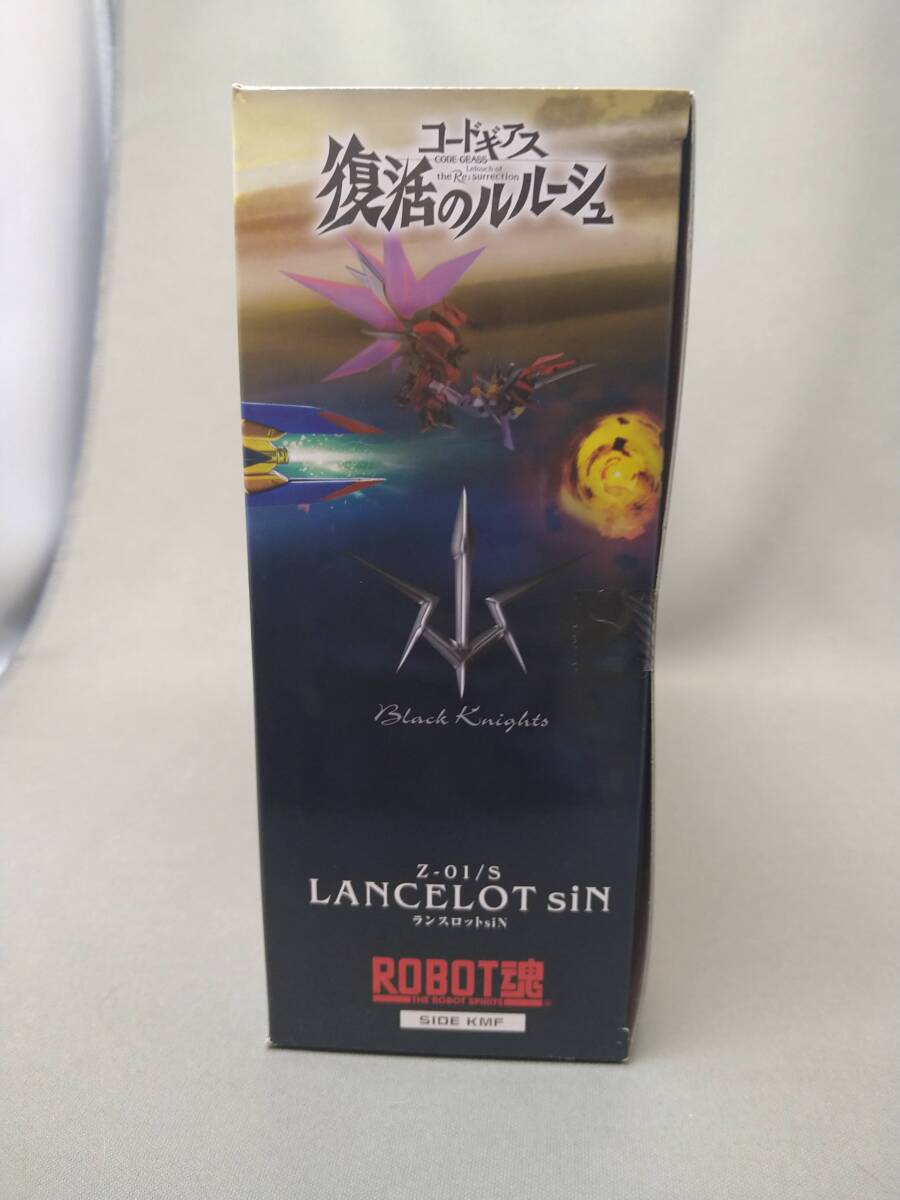 コードギアス
CODE GEASS
Lelouch of
the Re;surrection
復活のルルーシュ
Black Knights
Z-01/S
LANCELOT siN
ランスロットsiN
ROBOT魂
THE ROBOT SPIRITS
SIDE KMF